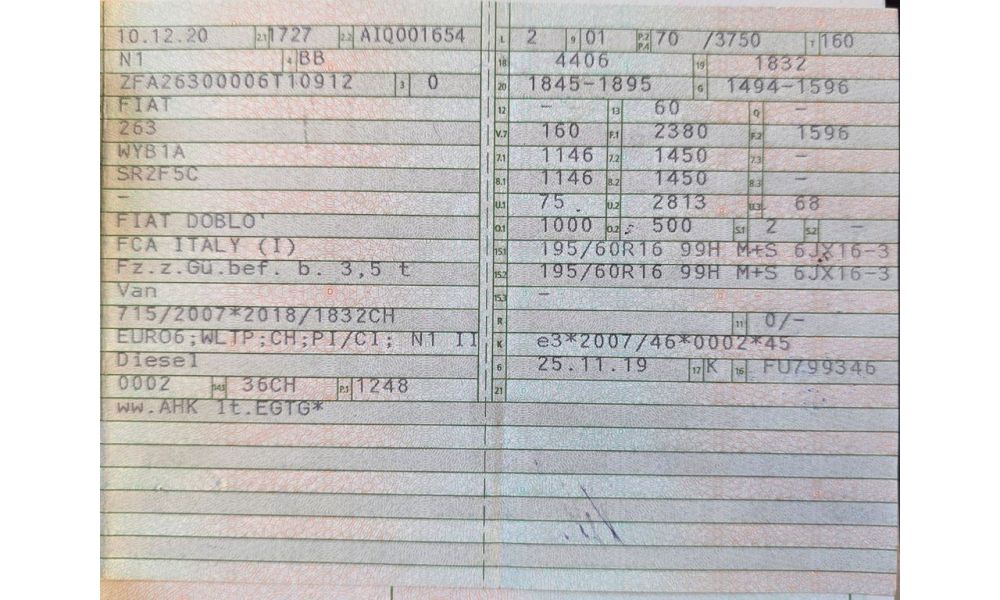 10.12.20 2.1 1727 2.2 AIQ001654
N1 4 BB
ZFA26300006T10912 3 0
FIAT
263
WYB1A
SR2F5C
-
FIAT DOBLO'
FCA ITALY (I)
Fz.z.Gü.bef. b. 3,5 t
Van
715/2007*2018/1832CH
EURO6;WLTP;CH;PI/CI; N1 II
Diesel
0002 14.1 36CH P.1 1248
ww.AHK lt.EGTG*
L 2 9 01 P.2 P.4 70 /3750 T 160
18 4406 19 1832
20 1845-1895 G 1494-1596
12 - 13 60 Q -
V.7 160 F.1 2380 F.2 1596
7.1 1146 7.2 1450 7.3 -
8.1 1146 8.2 1450 8.3 -
U.1 75 U.2 2813 U.3 68
O.1 1000 O.2 500 S.1 2 S.2 -
15.1 195/60R16 99H M+S 6JX16-3
15.2 195/60R16 99H M+S 6JX16-3
15.3 -
R 11 0/-
K e3*2007/46*0002*45
6 25.11.19 17 K 16 FU799346
21